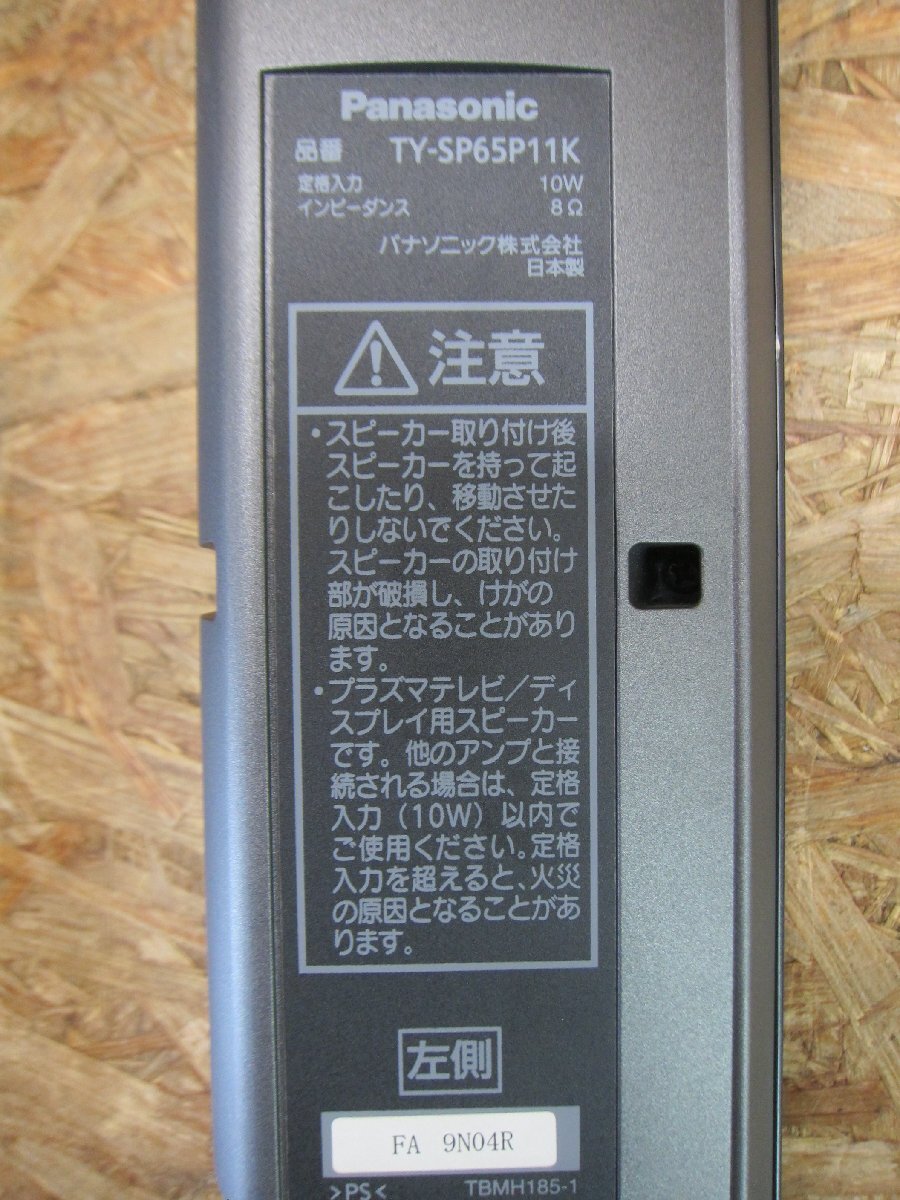 Panasonic
品番 TY-SP65P11K
定格入力 10W
インピーダンス 8Ω
パナソニック株式会社
日本製
注意
•スピーカー取り付け後
スピーカーを持って起
こしたり、移動させた
りしないでください。
スピーカーの取り付け
部が破損し、けがの
原因となることがあり
ます。
•プラズマテレビ/ディ
スプレイ用スピーカー
です。他のアンプと接
続される場合は、定格
入力(10W)以内で
ご使用ください。定格
入力を超えると、火災
の原因となることがあ
ります。
左側
FA 9N04R
>PS< TBMH185-1